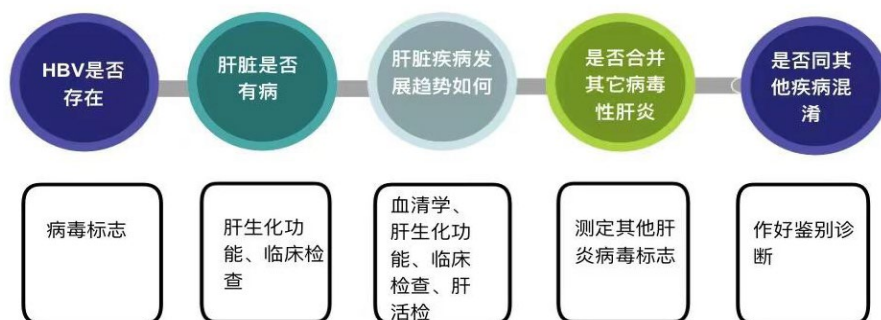 HBV是否
存在
肝脏是否
有病
肝脏疾病发
展趋势如何
是否合并
其它病毒
性肝炎
是否同其
他疾病混
淆
病毒标志
肝生化功
能、临床检
查
血清学、
肝生化功
能、临床
检查、肝
活检
测定其他肝
炎病毒标志
作好鉴别诊
断